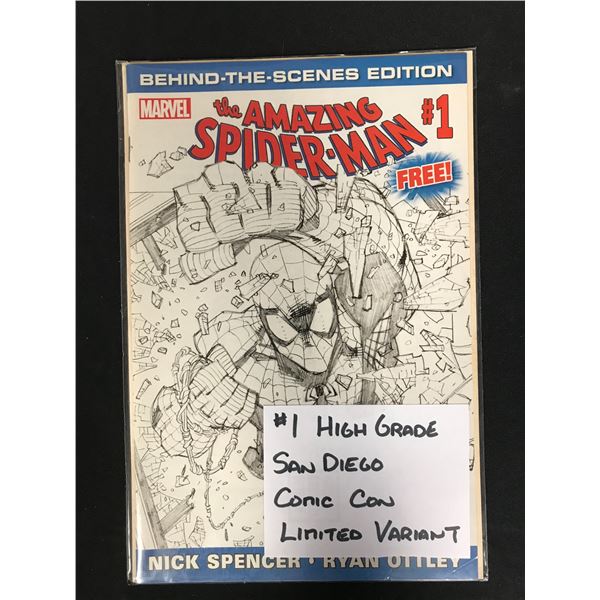 BEHIND-THE-SCENES EDITION
MARVEL
the AMAZING
SPIDER-MAN #1
FREE!
#1 HIGH GRADE
SAN DIEGO
COMIC CON
LIMITED VARIANT
NICK SPENCER • RYAN OTTLEY